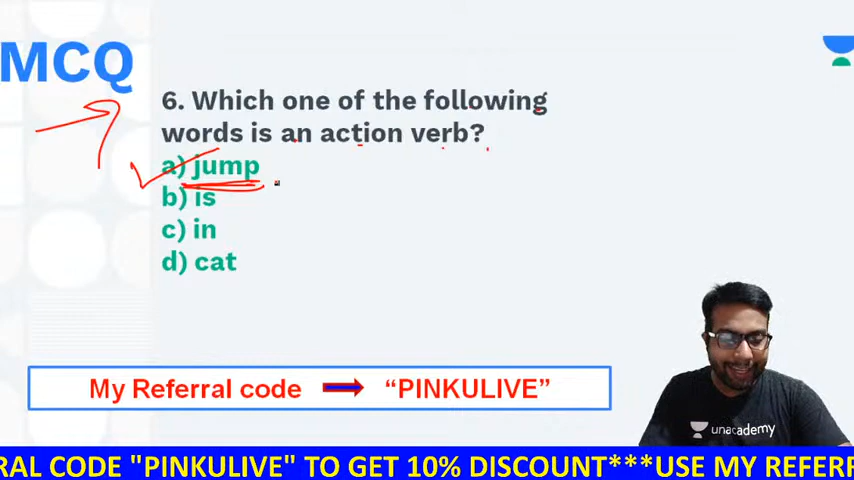 MCQ
6. Which one of the following
words is an action verb?
a) jump
b) is
c) in
d) cat
My Referral code "PINKULIVE"
unacademy
RAL CODE "PINKULIVE" TO GET 10% DISCOUNT***USE MY REFERR